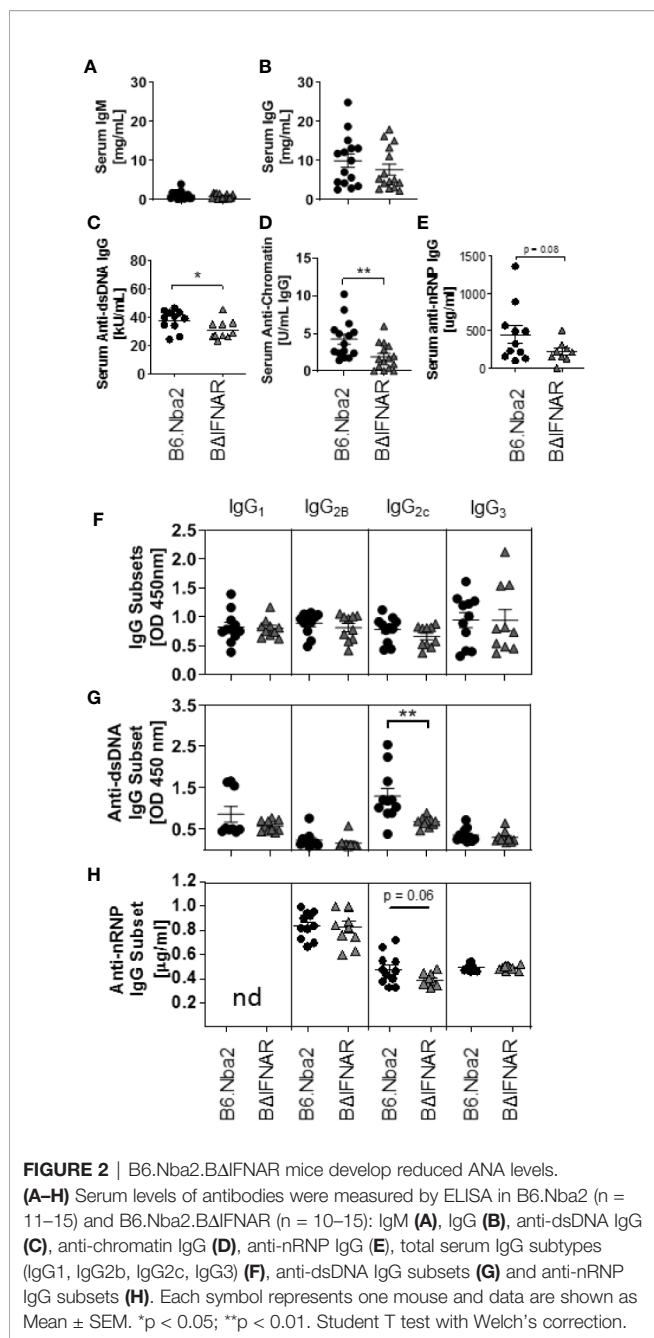 A
B
Serum IgM
[mg/mL]
30
20
10
0
Serum IgG
[mg/mL]
30
20
10
0
C
D
E
Serum Anti-dsDNA IgG
[kU/mL]
80
60
40
20
0
*
B6.Nba2
BΔIFNAR
Serum Anti-Chromatin
[U/mL IgG]
15
10
5
0
**
B6.Nba2
BΔIFNAR
Serum anti-nRNP IgG
[ug/ml]
1500
1000
500
0
p = 0.08
B6.Nba2
BΔIFNAR
IgG1 IgG2B IgG2c IgG3
F
IgG Subsets
[OD 450nm]
2.5
2.0
1.5
1.0
0.5
0.0
G
Anti-dsDNA
IgG Subset
[OD 450 nm]
3.5
2.5
1.5
0.5
**
H
Anti-nRNP
IgG Subset
[µg/ml]
1.2
1.0
0.8
0.6
0.4
0.2
nd
p = 0.06
B6.Nba2
BΔIFNAR
B6.Nba2
BΔIFNAR
B6.Nba2
BΔIFNAR
B6.Nba2
BΔIFNAR
FIGURE 2 | B6.Nba2.BΔIFNAR mice develop reduced ANA levels.
(A–H) Serum levels of antibodies were measured by ELISA in B6.Nba2 (n =
11–15) and B6.Nba2.BΔIFNAR (n = 10–15): IgM (A), IgG (B), anti-dsDNA IgG
(C), anti-chromatin IgG (D), anti-nRNP IgG (E), total serum IgG subtypes
(IgG1, IgG2b, IgG2c, IgG3) (F), anti-dsDNA IgG subsets (G) and anti-nRNP
IgG subsets (H). Each symbol represents one mouse and data are shown as
Mean ± SEM. *p < 0.05; **p < 0.01. Student T test with Welch's correction.